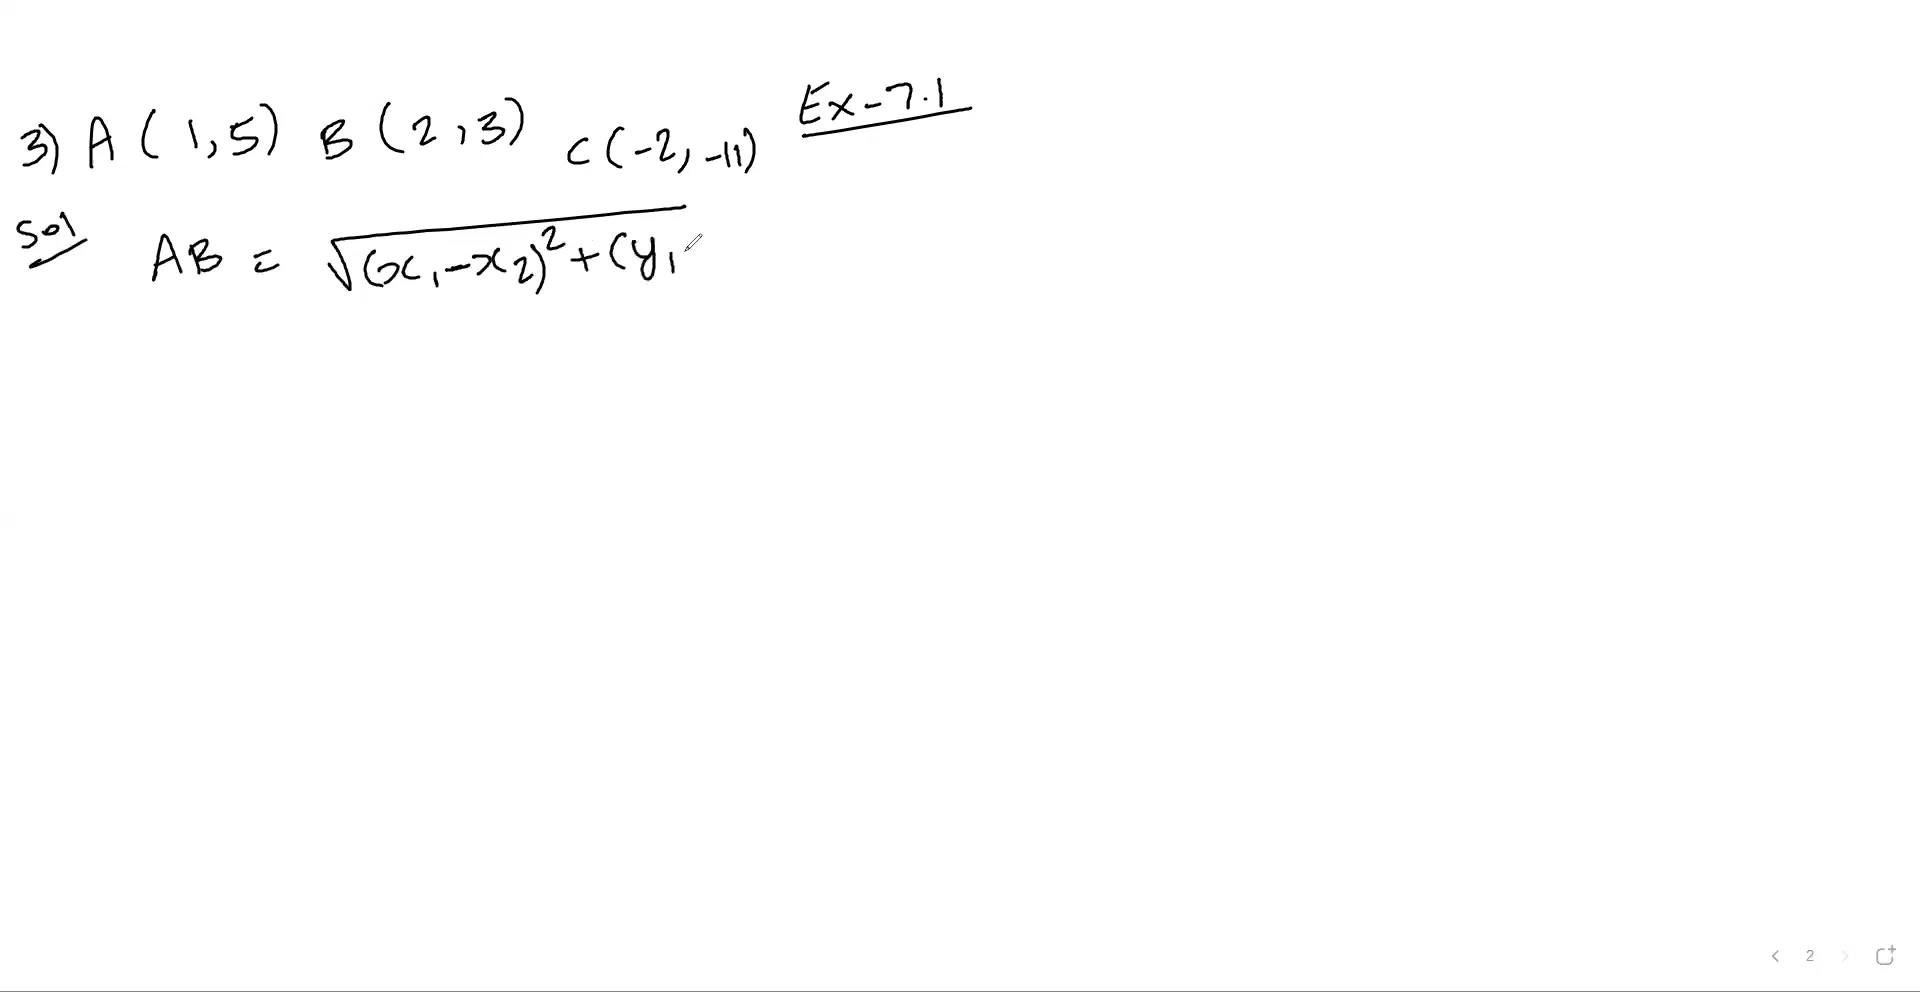 Ex-7.1
3) A (1,5) B (2,3) C(-2,-11)
Sol
AB = √(x₁-x₂)²+(y₁
2